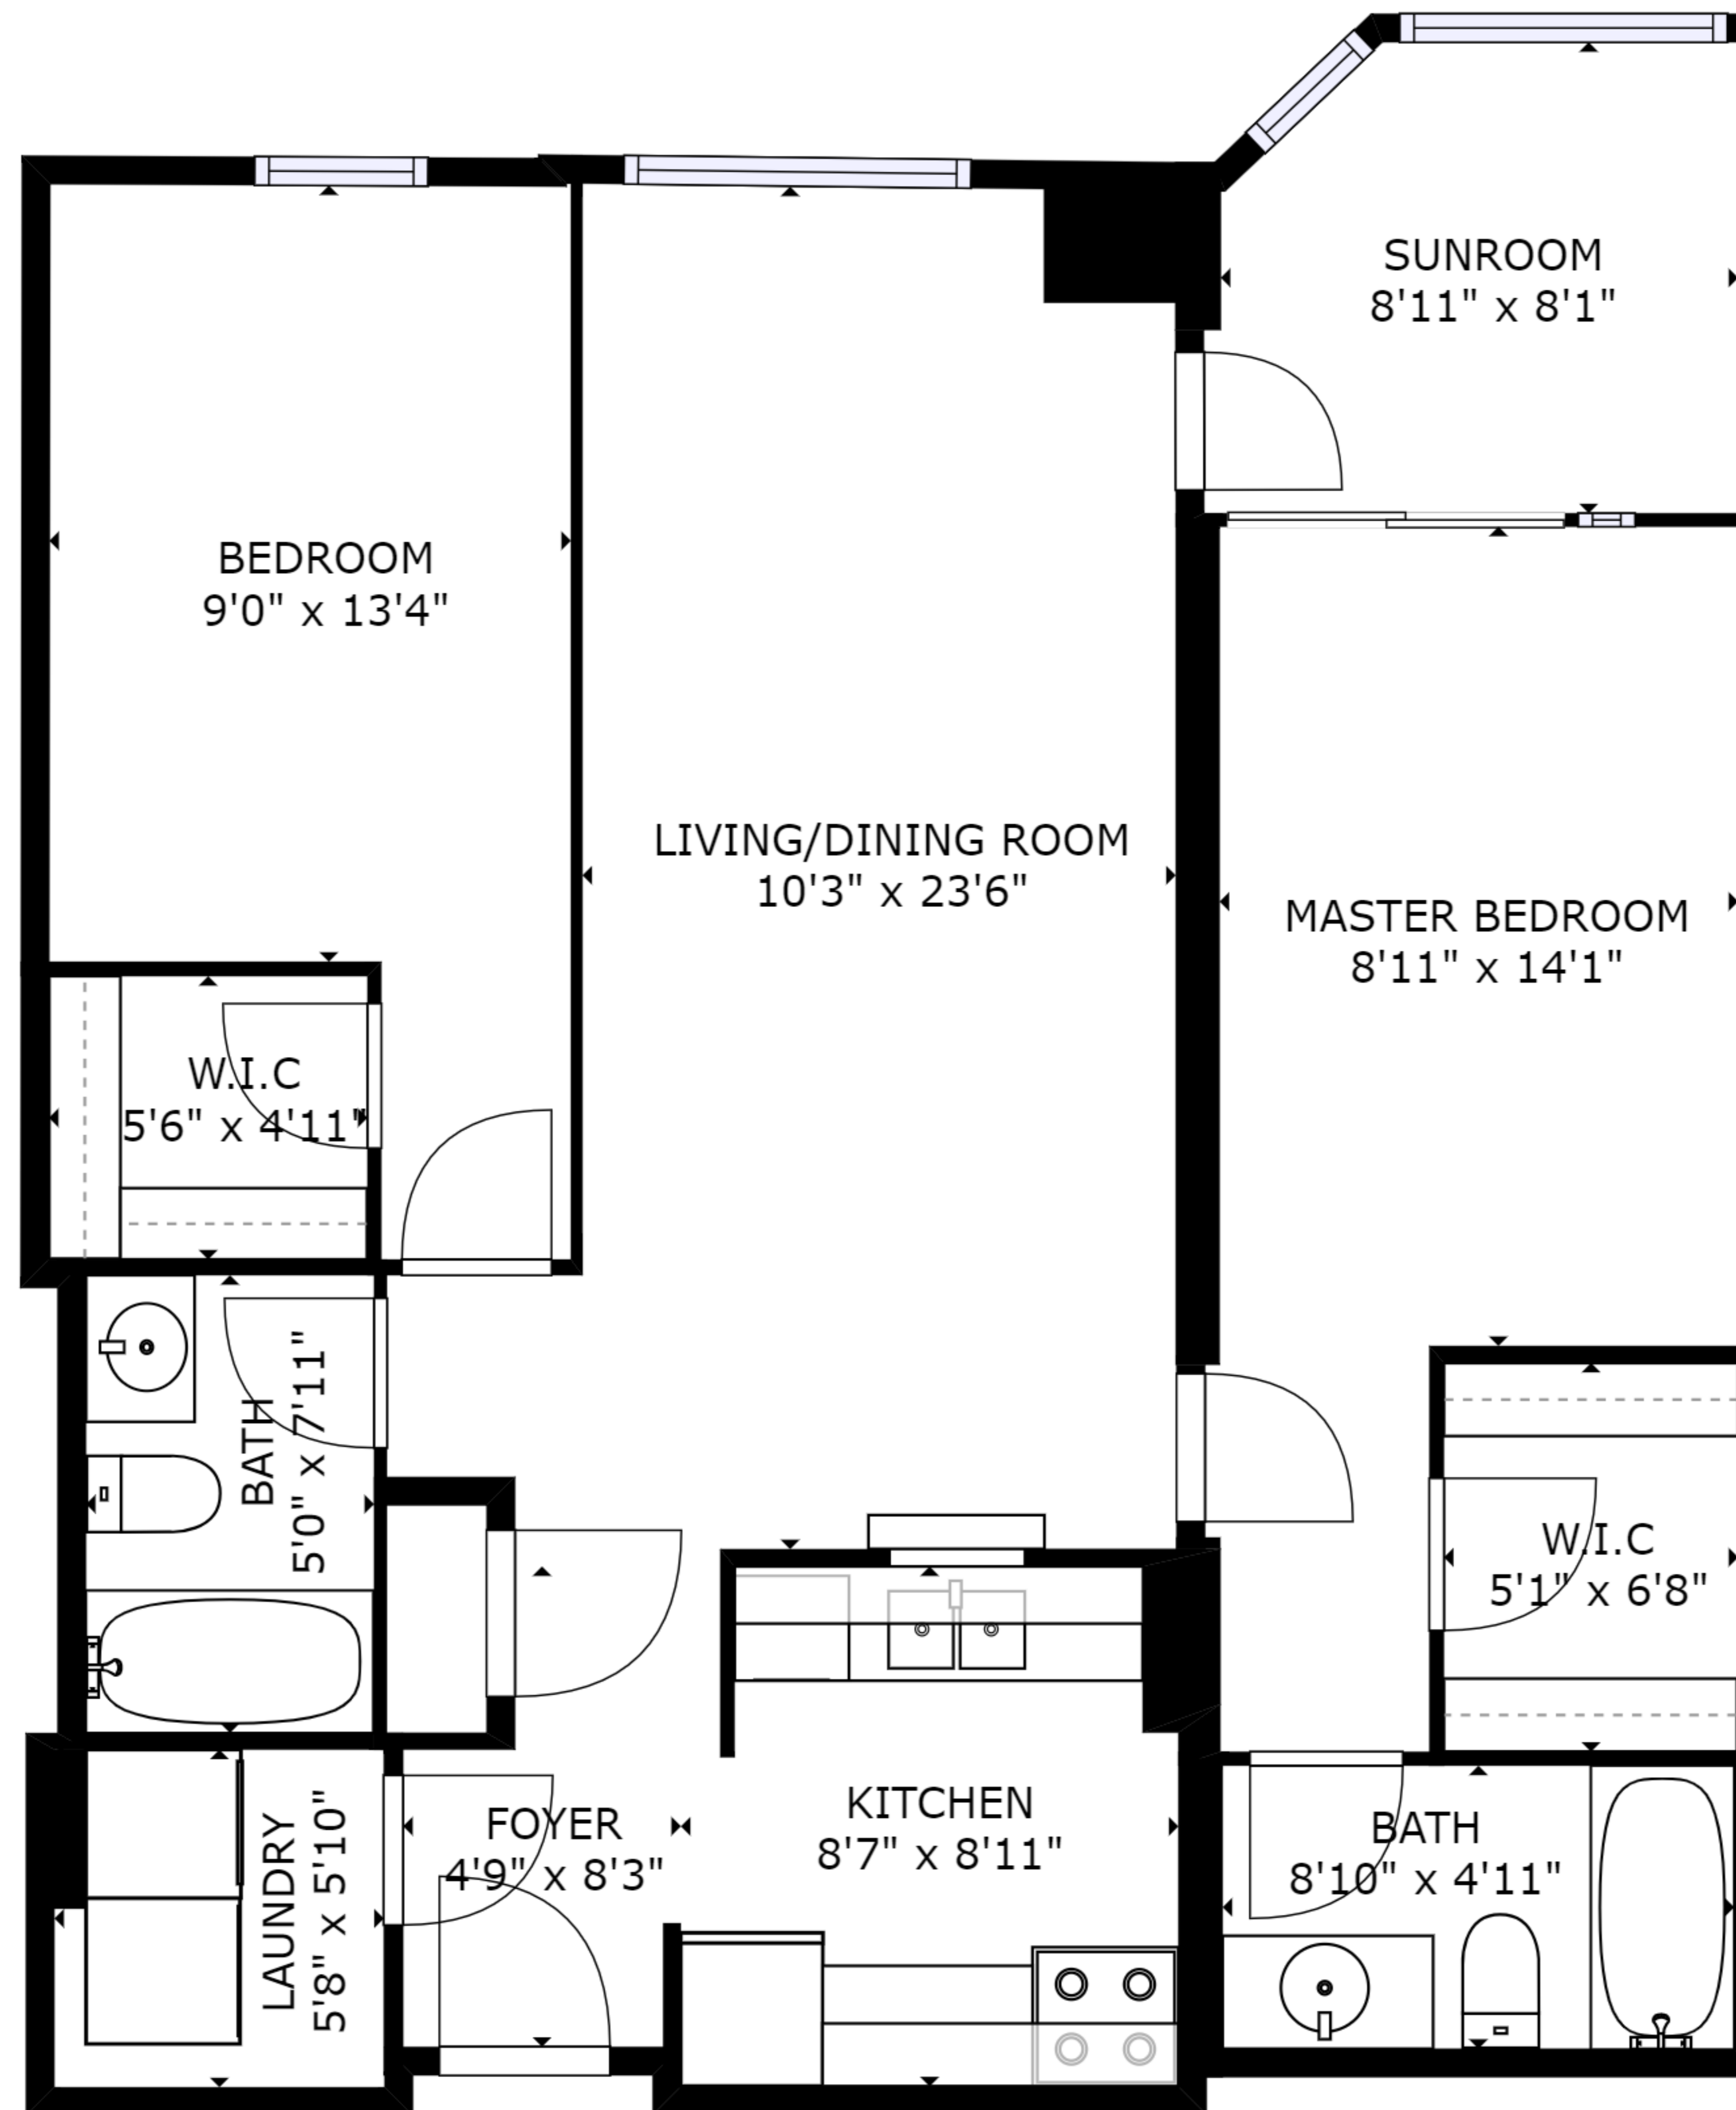 SUNROOM
8'11" x 8'1"
BEDROOM
9'0" x 13'4"
LIVING/DINING ROOM
10'3" x 23'6"
MASTER BEDROOM
8'11" x 14'1"
W.I.C
5'6" x 4'11"
BATH
5'0" x 7'11"
W.I.C
5'1" x 6'8"
LAUNDRY
5'8" x 5'10"
FOYER
4'9" x 8'3"
KITCHEN
8'7" x 8'11"
BATH
8'10" x 4'11"